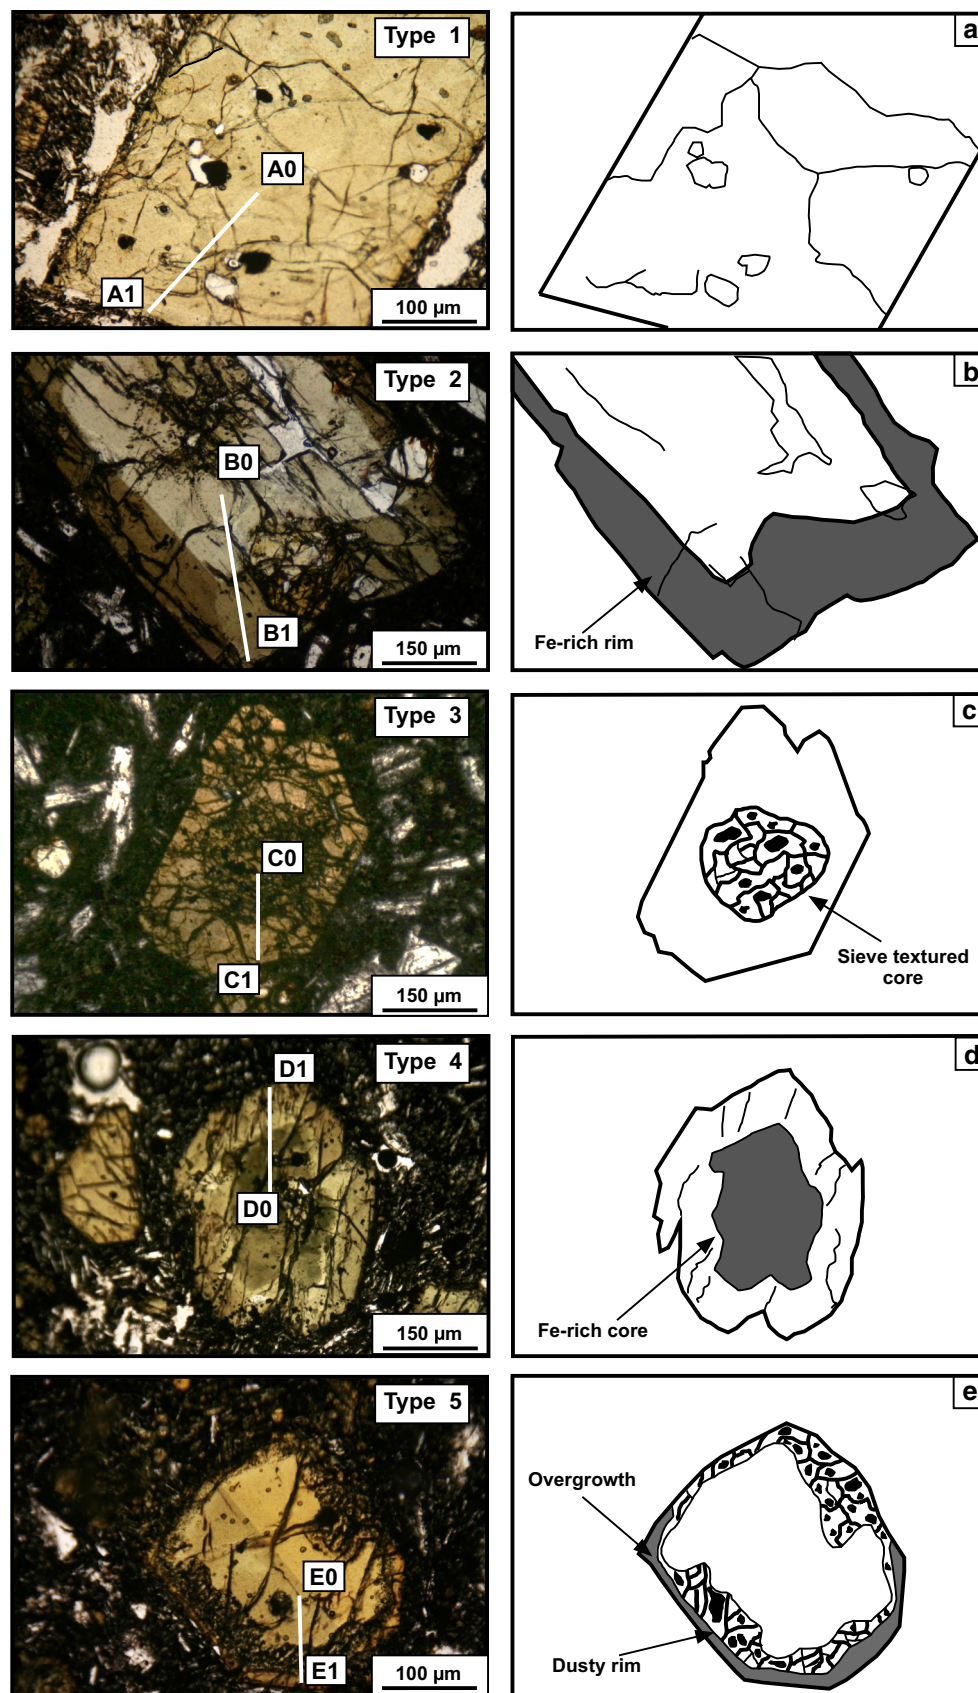 Type 1
A0
A1
100 µm
a
Type 2
B0
B1
150 µm
b
Fe-rich rim
Type 3
C0
C1
150 µm
c
Sieve textured
core
Type 4
D1
D0
150 µm
d
Fe-rich core
Type 5
E0
E1
100 µm
e
Overgrowth
Dusty rim